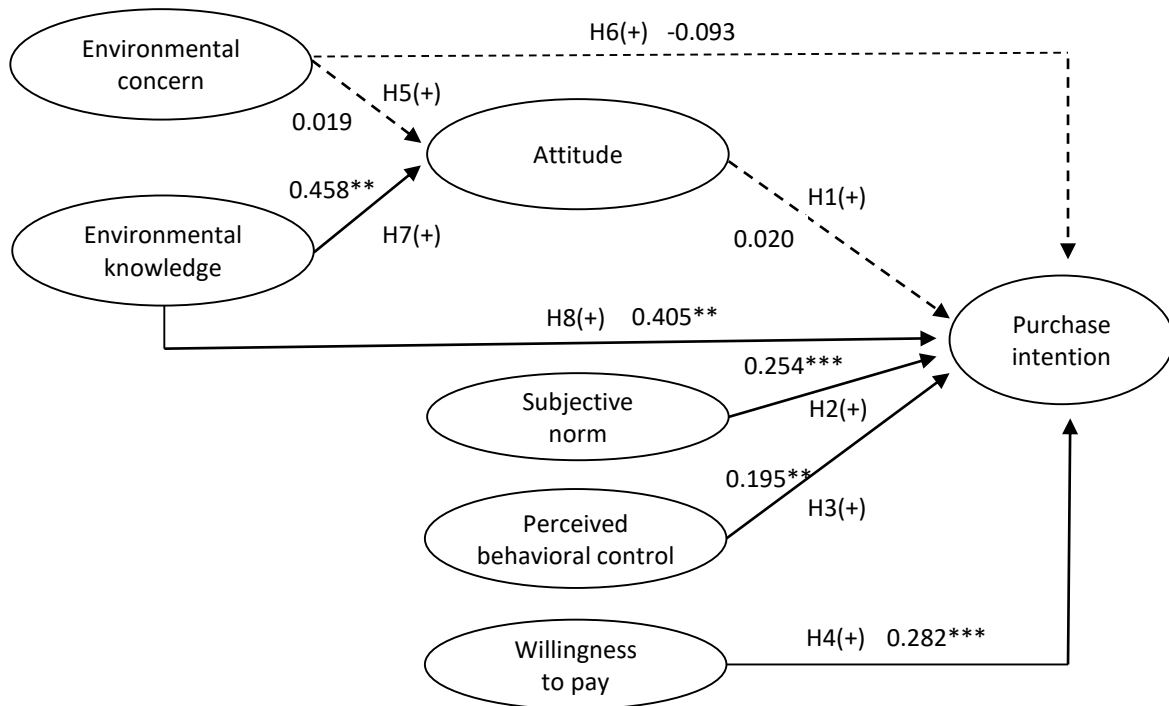 Environmental
concern
H6(+) -0.093
H5(+)
0.019
Attitude
0.458**
H7(+)
H1(+)
0.020
Environmental
knowledge
H8(+) 0.405**
Purchase
intention
0.254***
H2(+)
Subjective
norm
0.195**
H3(+)
Perceived
behavioral control
H4(+) 0.282***
Willingness
to pay